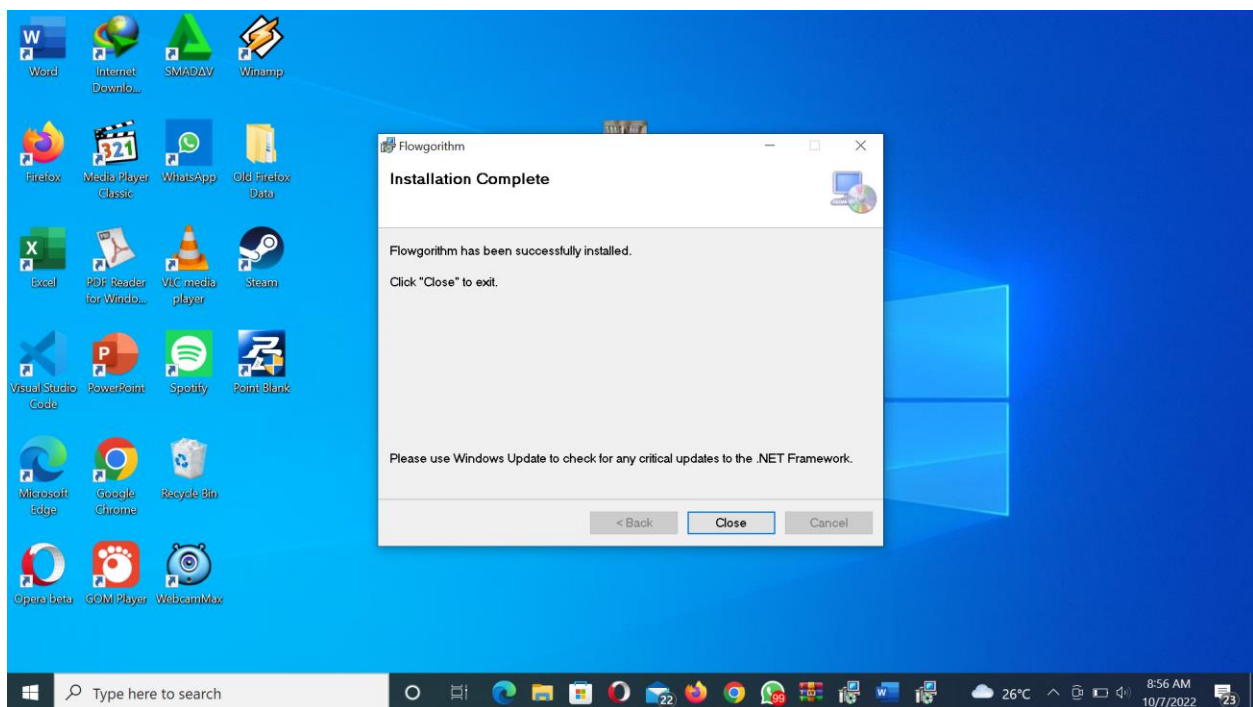 Word
Internet
Downlo...
SMADAV
Winamp
Firefox
Media Player
Classic
WhatsApp
Old Firefox
Data
Excel
PDF Reader
for Windo...
VLC media
player
Steam
Visual Studio
Code
PowerPoint
Spotify
Point Blank
Microsoft
Edge
Google
Chrome
Recycle Bin
Opera beta
GOM Player
WebcamMax
Flowgorithm
Installation Complete
Flowgorithm has been successfully installed.
Click "Close" to exit.
Please use Windows Update to check for any critical updates to the .NET Framework.
< Back
Close
Cancel
Type here to search
22
99
26°C
8:56 AM
10/7/2022
23